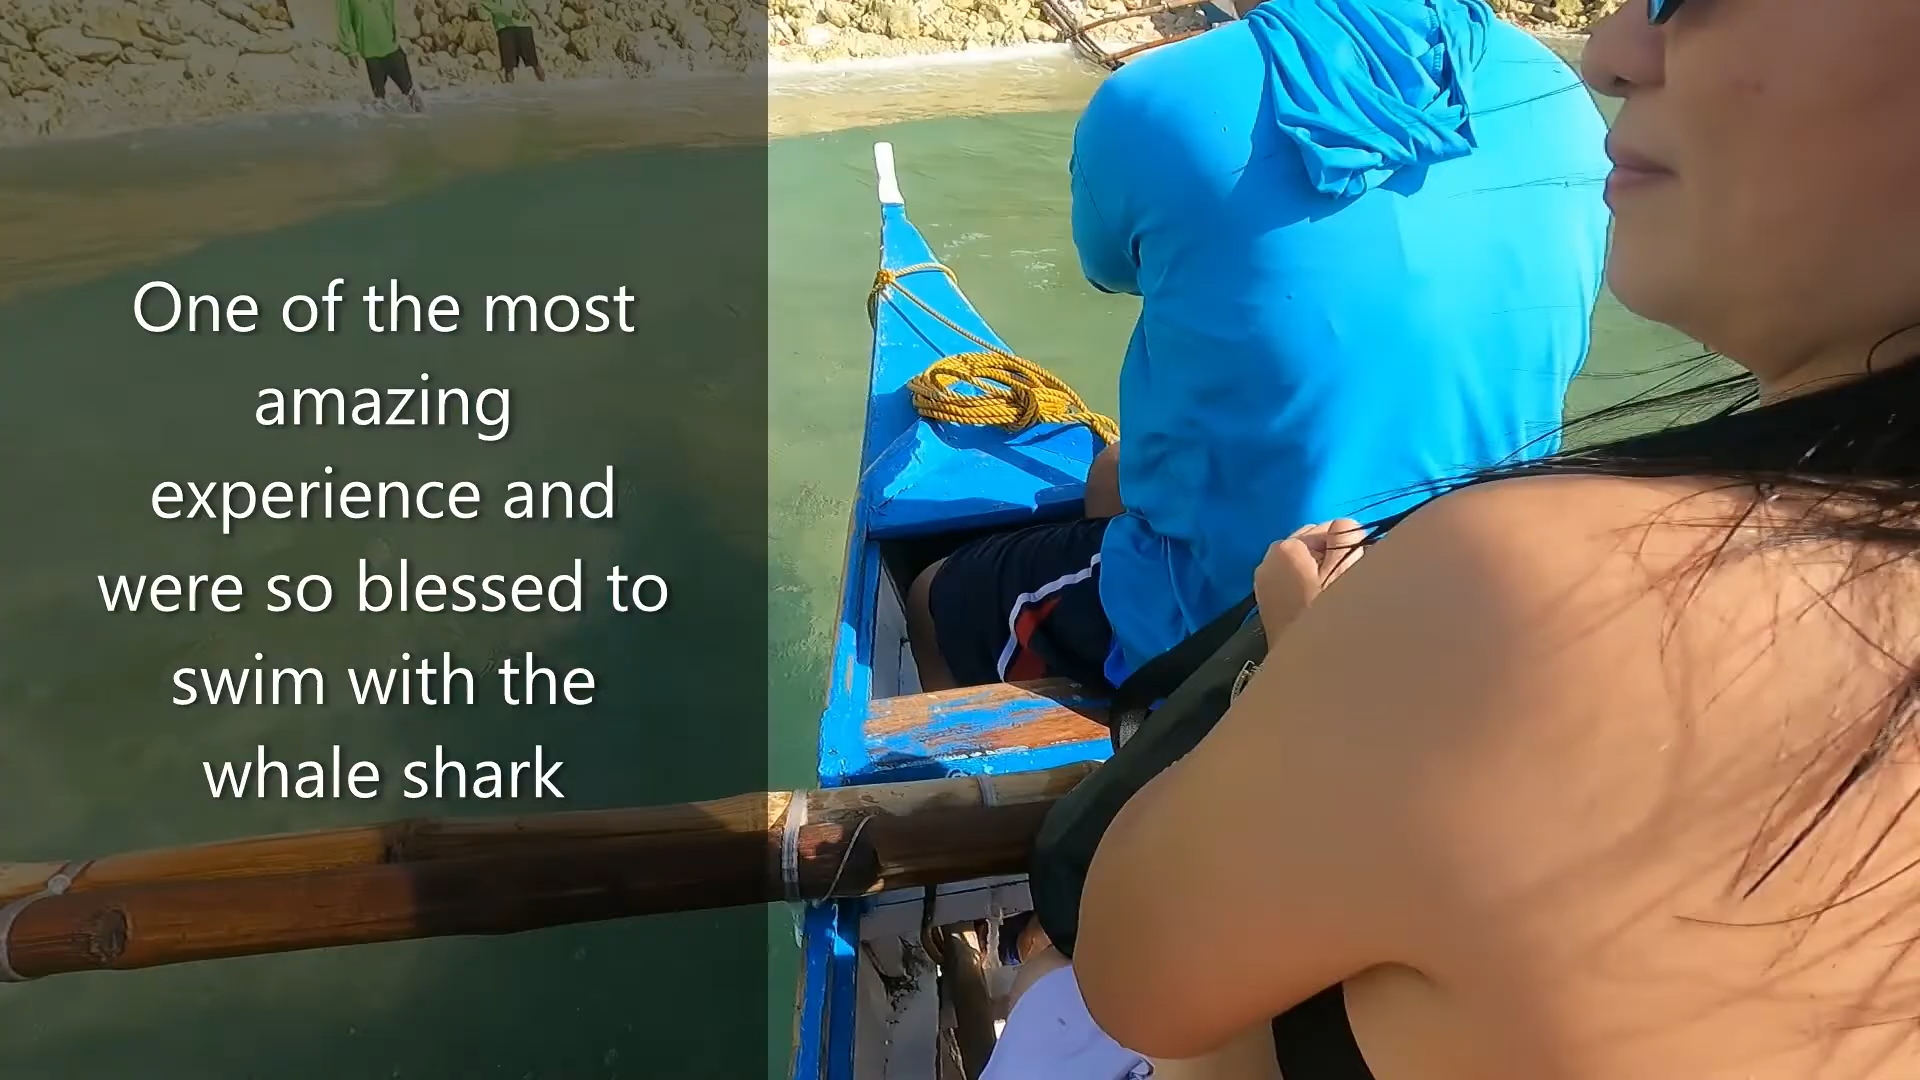 One of the most
amazing
experience and
were so blessed to
swim with the
whale shark